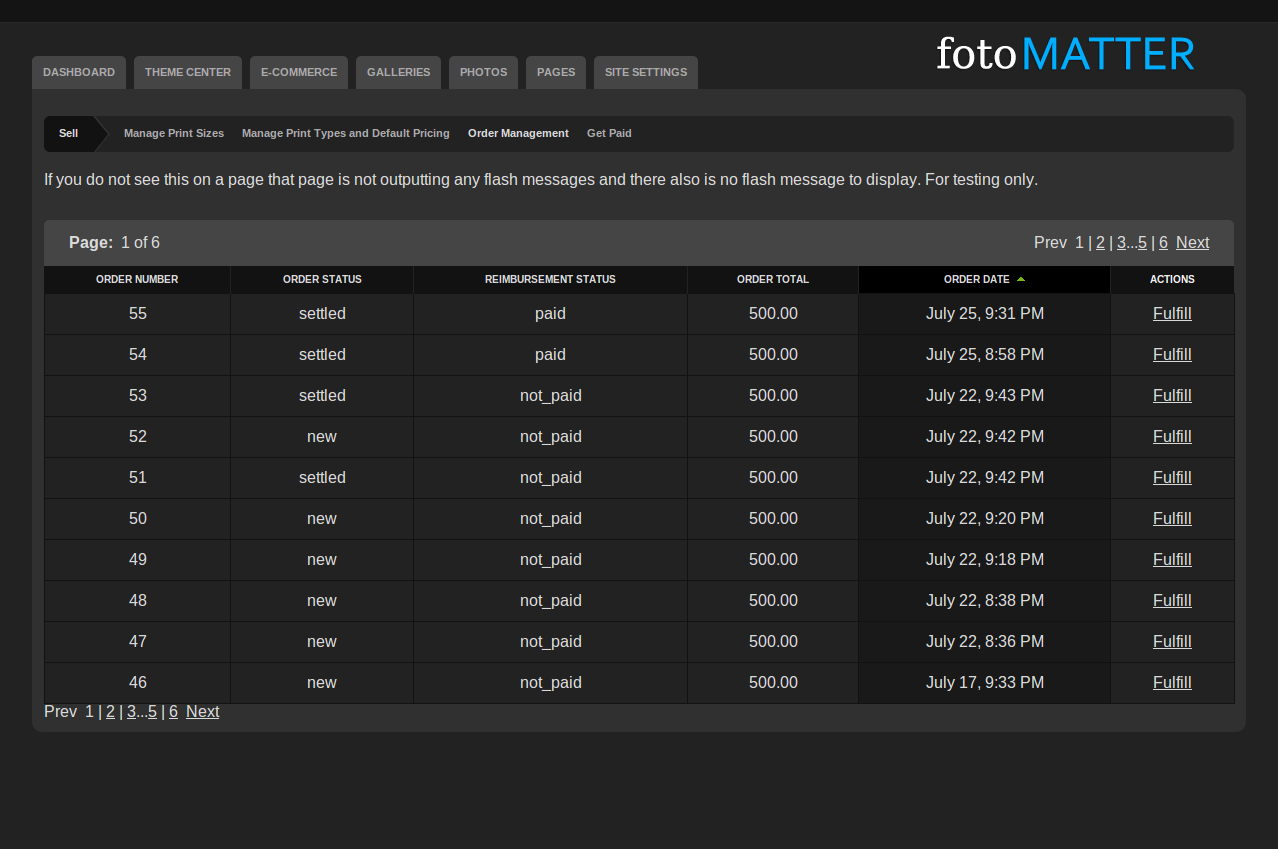 fotoMATTER
DASHBOARD THEME CENTER E-COMMERCE GALLERIES PHOTOS PAGES SITE SETTINGS
Sell Manage Print Sizes Manage Print Types and Default Pricing Order Management Get Paid
If you do not see this on a page that page is not outputting any flash messages and there also is no flash message to display. For testing only.
Page: 1 of 6 Prev 1 | 2 | 3...5 | 6 Next
ORDER NUMBER ORDER STATUS REIMBURSEMENT STATUS ORDER TOTAL ORDER DATE ACTIONS
55 settled paid 500.00 July 25, 9:31 PM Fulfill
54 settled paid 500.00 July 25, 8:58 PM Fulfill
53 settled not_paid 500.00 July 22, 9:43 PM Fulfill
52 new not_paid 500.00 July 22, 9:42 PM Fulfill
51 settled not_paid 500.00 July 22, 9:42 PM Fulfill
50 new not_paid 500.00 July 22, 9:20 PM Fulfill
49 new not_paid 500.00 July 22, 9:18 PM Fulfill
48 new not_paid 500.00 July 22, 8:38 PM Fulfill
47 new not_paid 500.00 July 22, 8:36 PM Fulfill
46 new not_paid 500.00 July 17, 9:33 PM Fulfill
Prev 1 | 2 | 3...5 | 6 Next